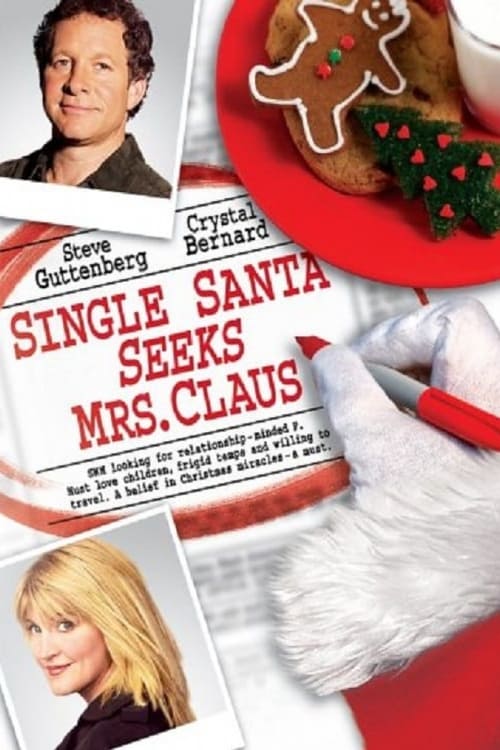 Steve Guttenberg
Crystal Bernard
SINGLE SANTA
SEEKS
MRS. CLAUS
SWM looking for relationship-minded F.
Must love children, frigid temps and willing to
travel. A belief in Christmas miracles-a must.